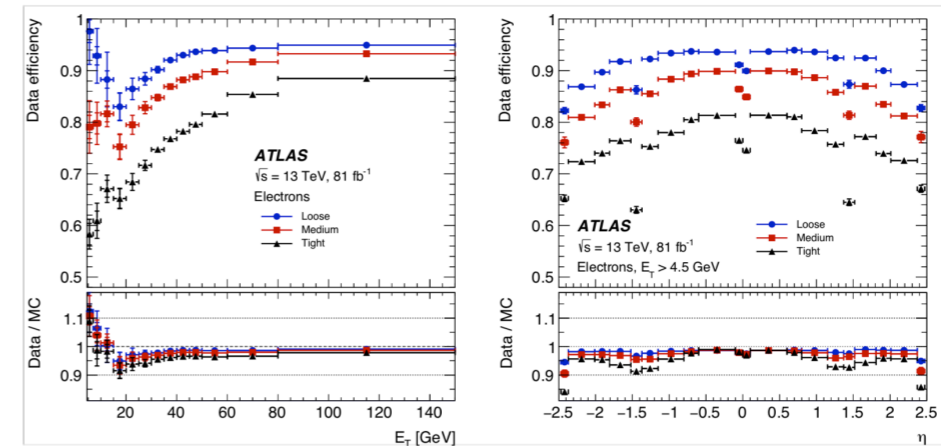 Data efficiency
1
0.9
0.8
0.7
0.6
0.5
ATLAS
√s = 13 TeV, 81 fb⁻¹
Electrons
Loose
Medium
Tight
Data / MC
1.1
1
0.9
20 40 60 80 100 120 140
E_T [GeV]
Data efficiency
1
0.9
0.8
0.7
0.6
0.5
ATLAS
√s = 13 TeV, 81 fb⁻¹
Electrons, E_T > 4.5 GeV
Loose
Medium
Tight
Data / MC
1.1
1
0.9
−2.5 −2 −1.5 −1 −0.5 0 0.5 1 1.5 2 2.5
η